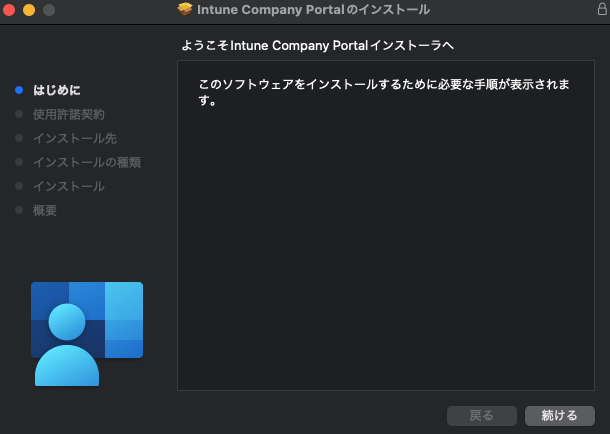 Intune Company Portalのインストール
ようこそIntune Company Portalインストーラへ
はじめに
使用許諾契約
インストール先
インストールの種類
インストール
概要
このソフトウェアをインストールするために必要な手順が表示されま
す。
戻る
続ける